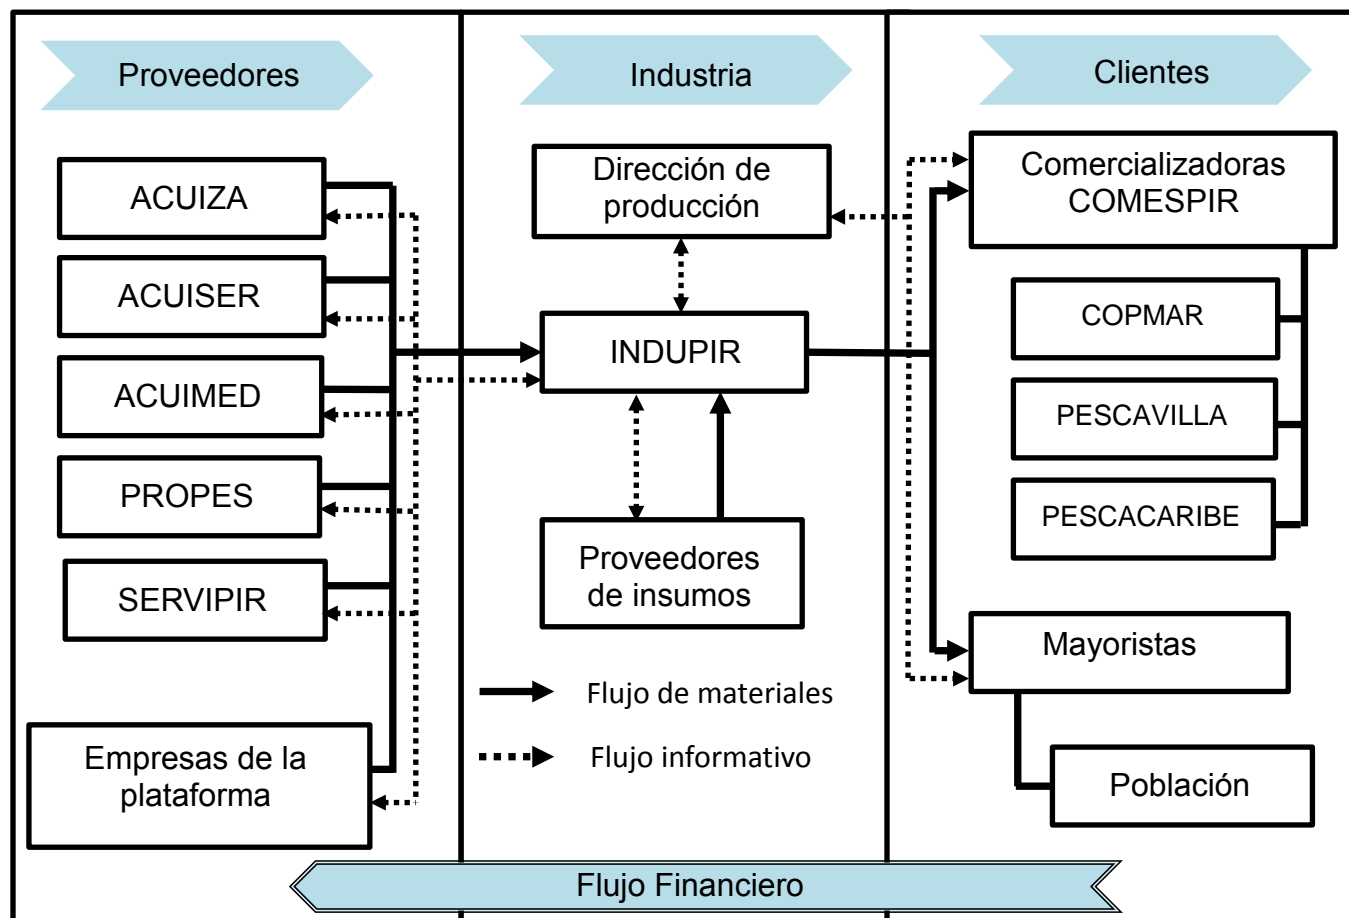 Proveedores
Industria
Clientes
ACUIZA
ACUISER
ACUIMED
PROPES
SERVIPIR
Empresas de la
plataforma
Dirección de
producción
INDUPIR
Proveedores
de insumos
Flujo de materiales
Flujo informativo
Comercializadoras
COMESPIR
COPMAR
PESCAVILLA
PESCACARIBE
Mayoristas
Población
Flujo Financiero